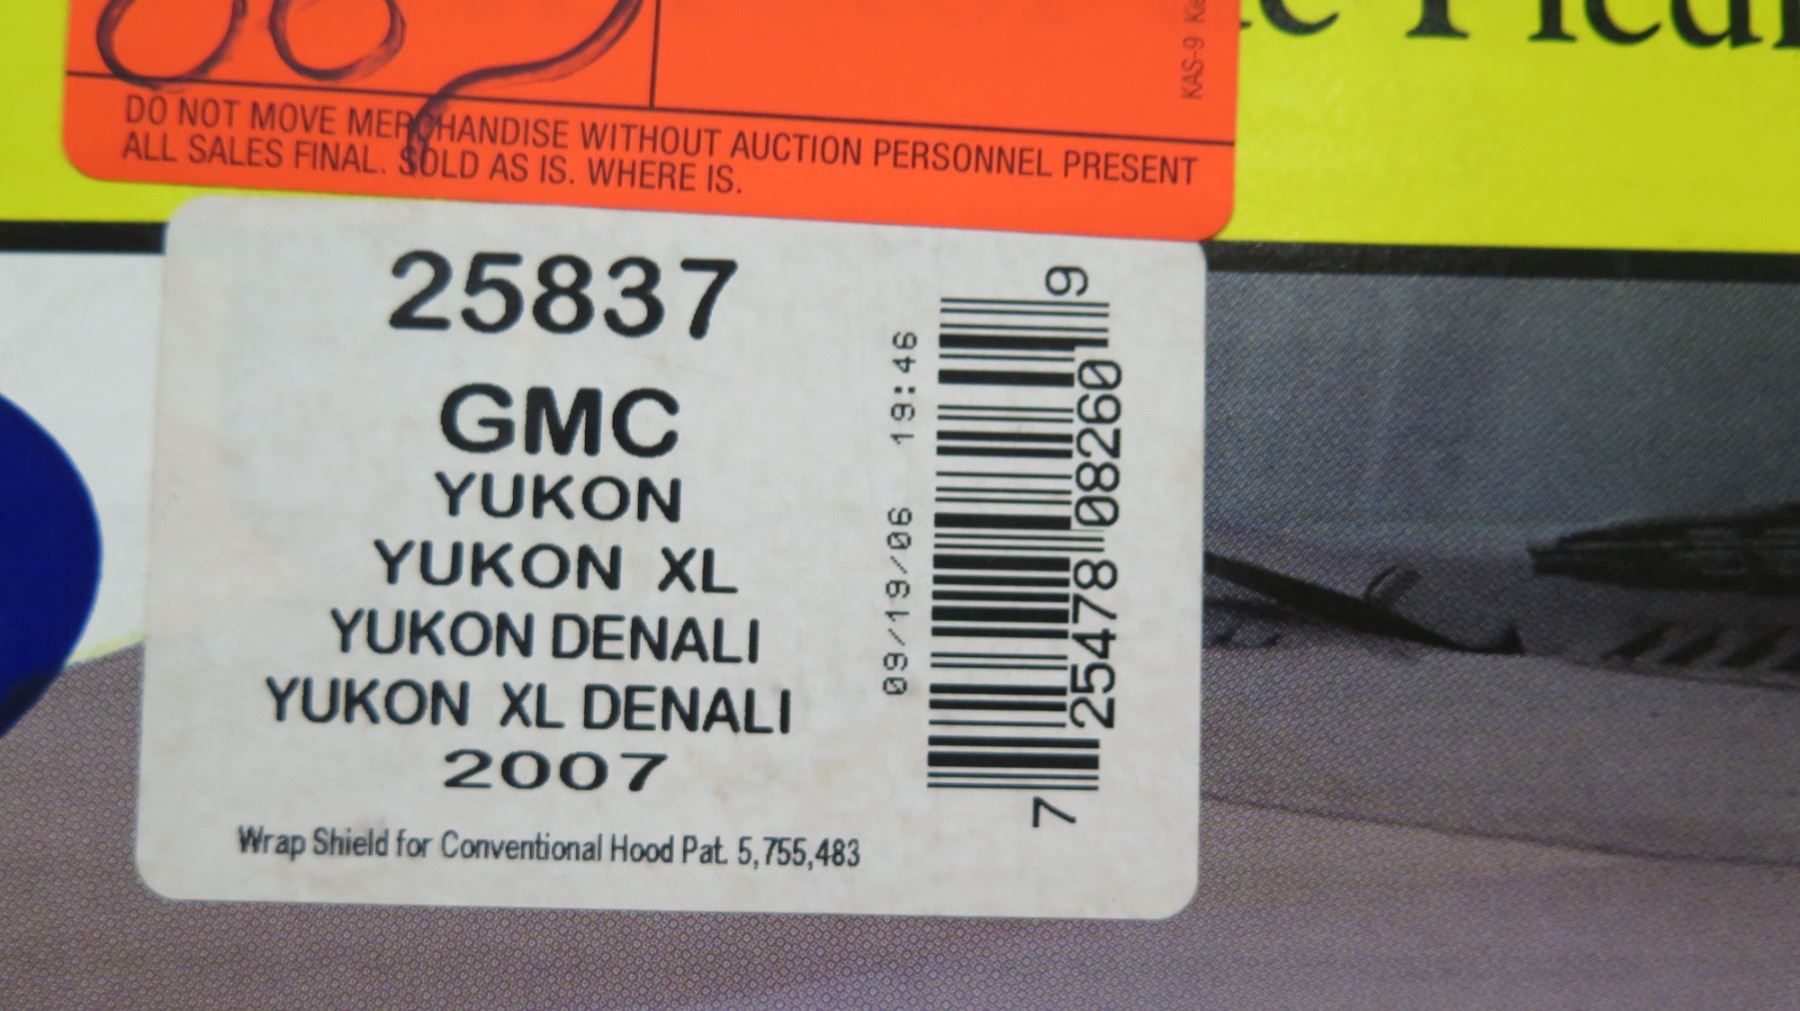 DO NOT MOVE MERCHANDISE WITHOUT AUCTION PERSONNEL PRESENT
ALL SALES FINAL. SOLD AS IS. WHERE IS.
KAS-9
25837
GMC
YUKON
YUKON XL
YUKON DENALI
YUKON XL DENALI
2007
Wrap Shield for Conventional Hood Pat. 5,755,483
09/19/06 19:46
7 25478 08260 9